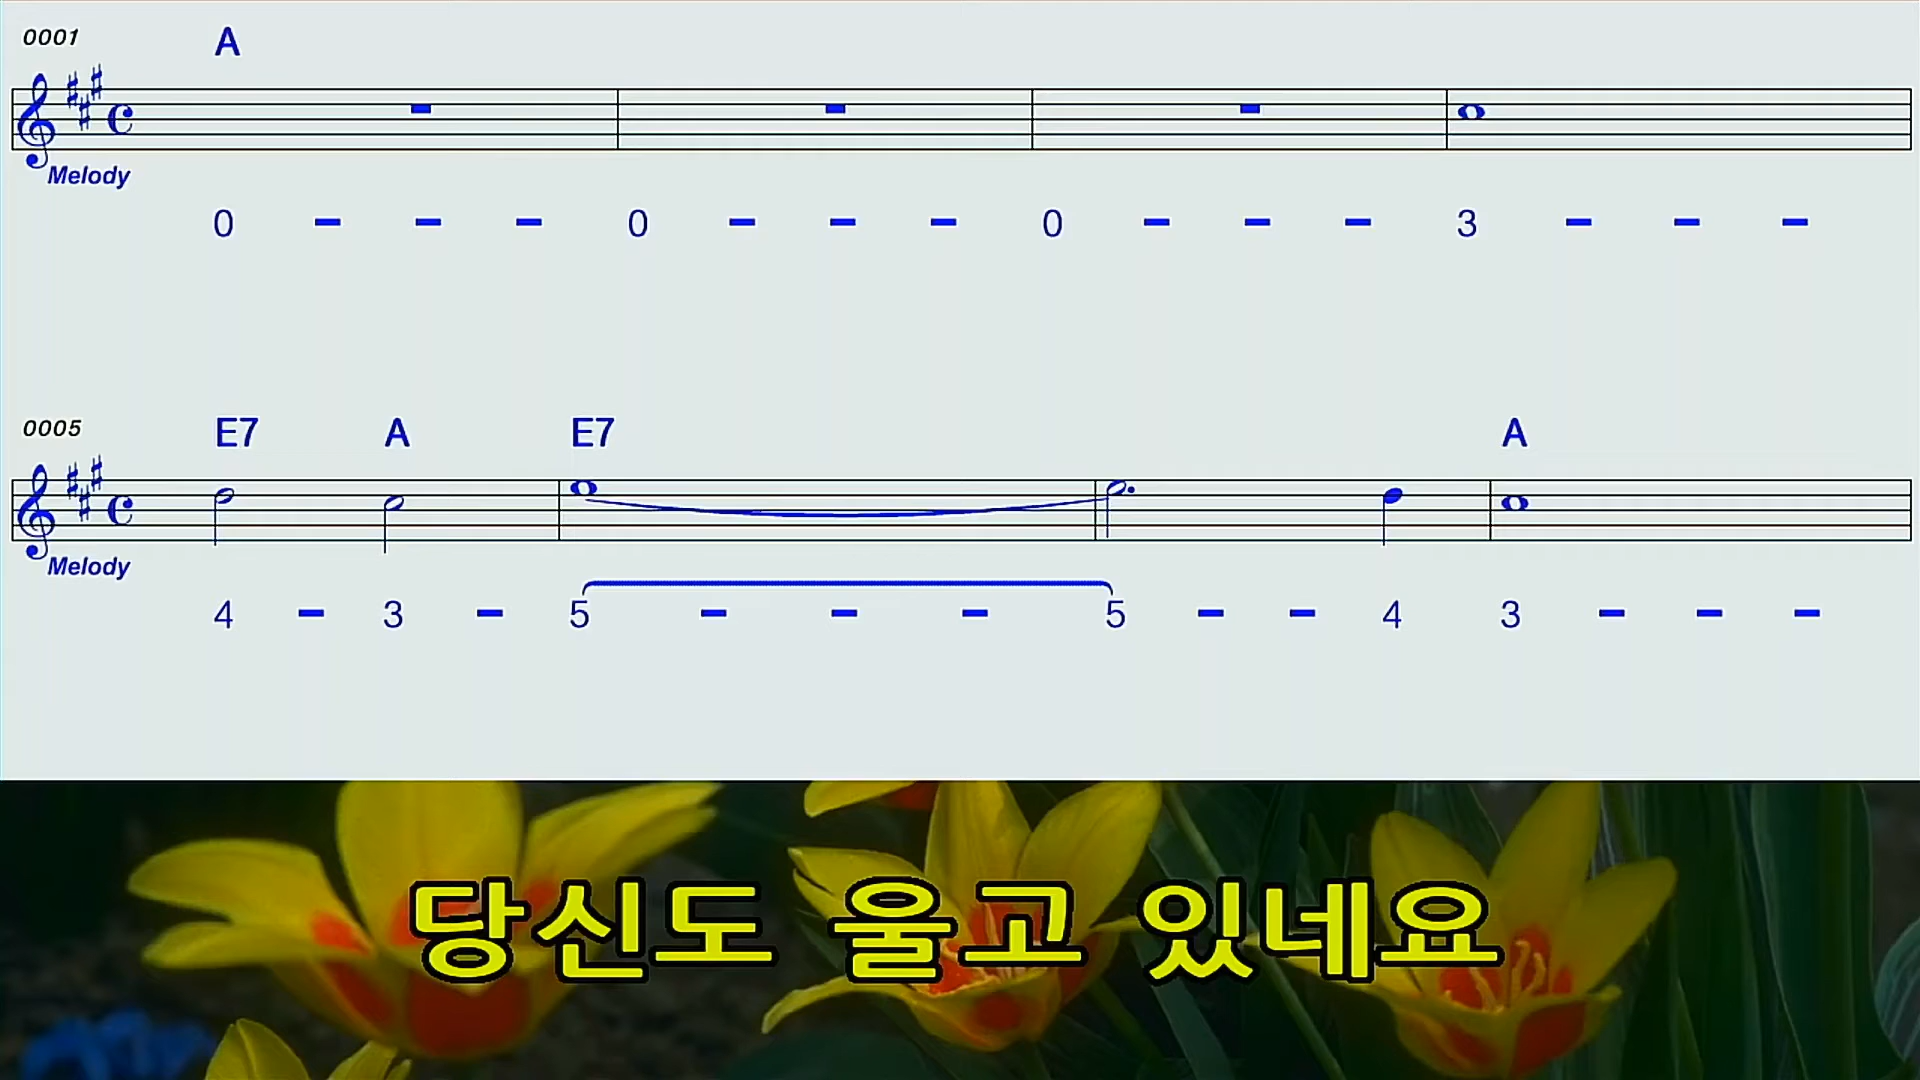 0001 A
Melody
0 - - - 0 - - - 0 - - - 3 - - -
0005 E7 A E7 A
Melody
4 - 3 - 5 - - - 5 - - 4 3 - - -
당신도 울고 있네요